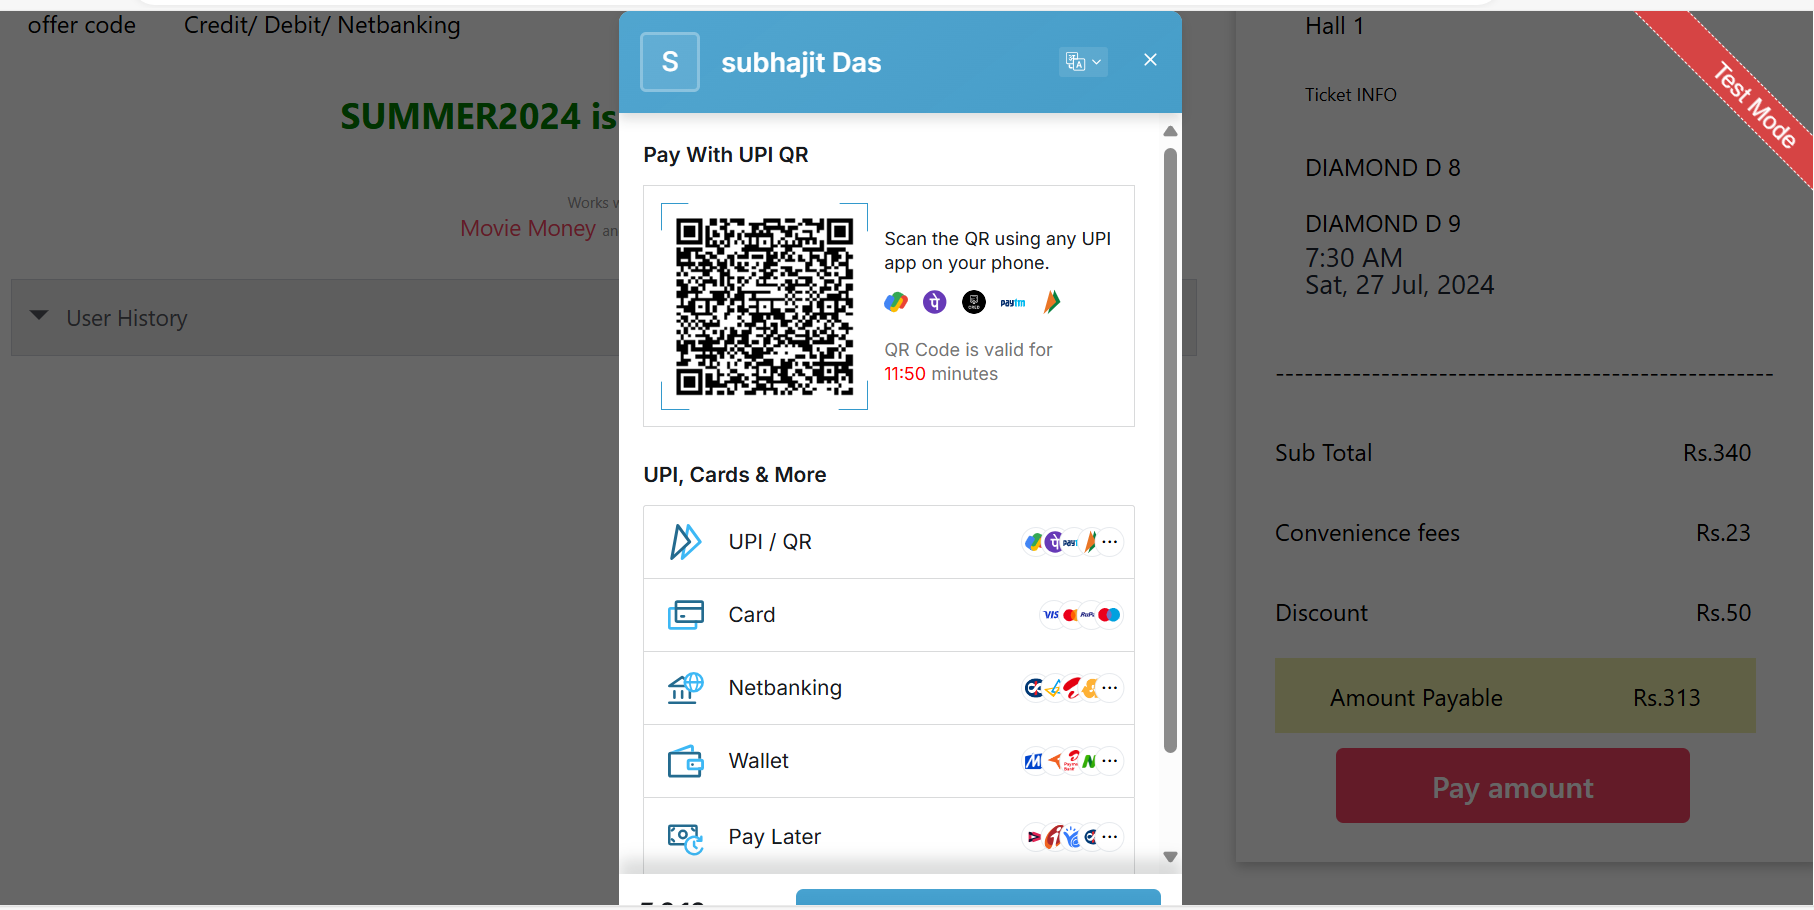 offer code Credit/ Debit/ Netbanking
SUMMER2024 is
Works
Movie Money an
User History
S subhajit Das
Pay With UPI QR
Scan the QR using any UPI
app on your phone.
paytm
QR Code is valid for
11:50 minutes
UPI, Cards & More
UPI / QR
Card
VISA
Netbanking
Wallet
Pay Later
Hall 1
Test Mode
Ticket INFO
DIAMOND D 8
DIAMOND D 9
7:30 AM
Sat, 27 Jul, 2024
Sub Total Rs.340
Convenience fees Rs.23
Discount Rs.50
Amount Payable Rs.313
Pay amount